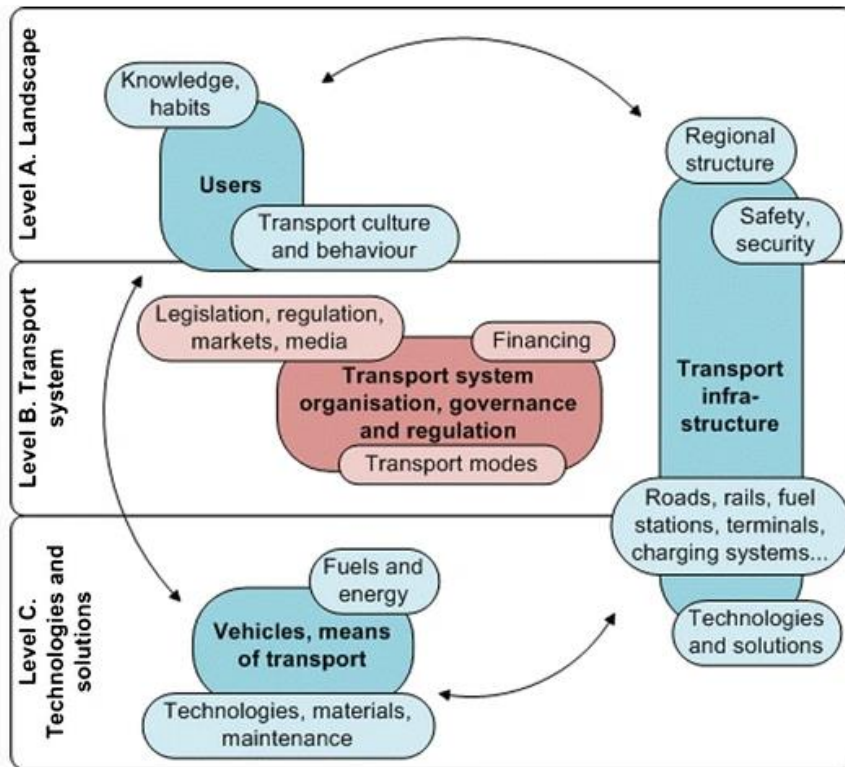 Level A. Landscape
Knowledge,
habits
Users
Transport culture
and behaviour
Regional
structure
Safety,
security
Level B. Transport
system
Legislation, regulation,
markets, media
Financing
Transport system
organisation, governance
and regulation
Transport modes
Transport
infra-
structure
Roads, rails, fuel
stations, terminals,
charging systems...
Level C.
Technologies and
solutions
Fuels and
energy
Vehicles, means
of transport
Technologies, materials,
maintenance
Technologies
and solutions